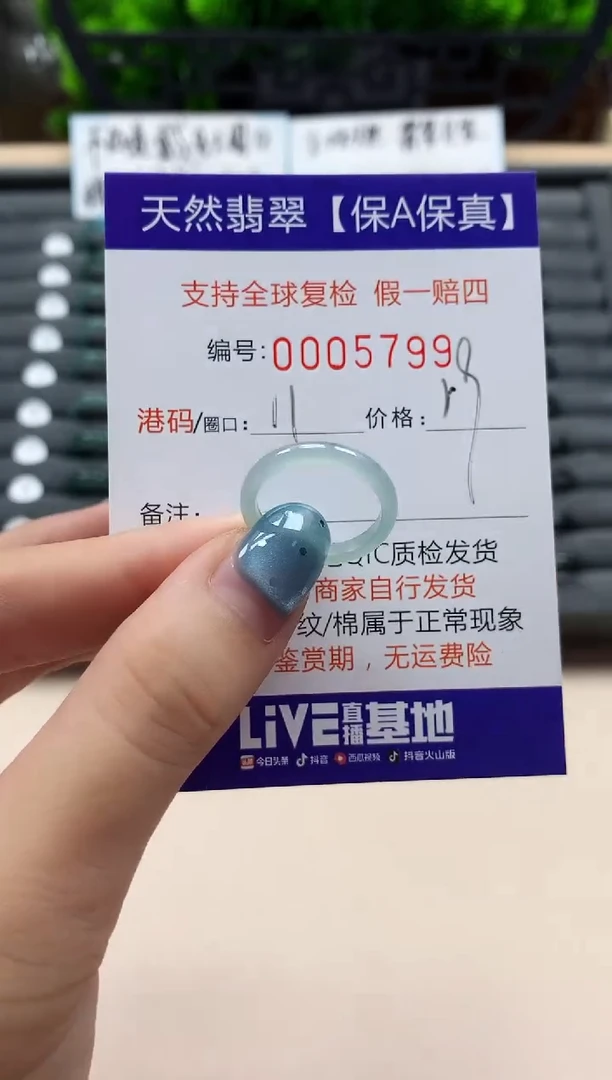 天然翡翠【保A保真】
支持全球复检 假一赔四
编号:0005799
港码/圈口: 11 价格:
备注:
QIC质检发货
商家自行发货
纹/棉属于正常现象
鉴赏期，无运费险
LiVE直播基地
今日头条 抖音 西瓜视频 抖音火山版